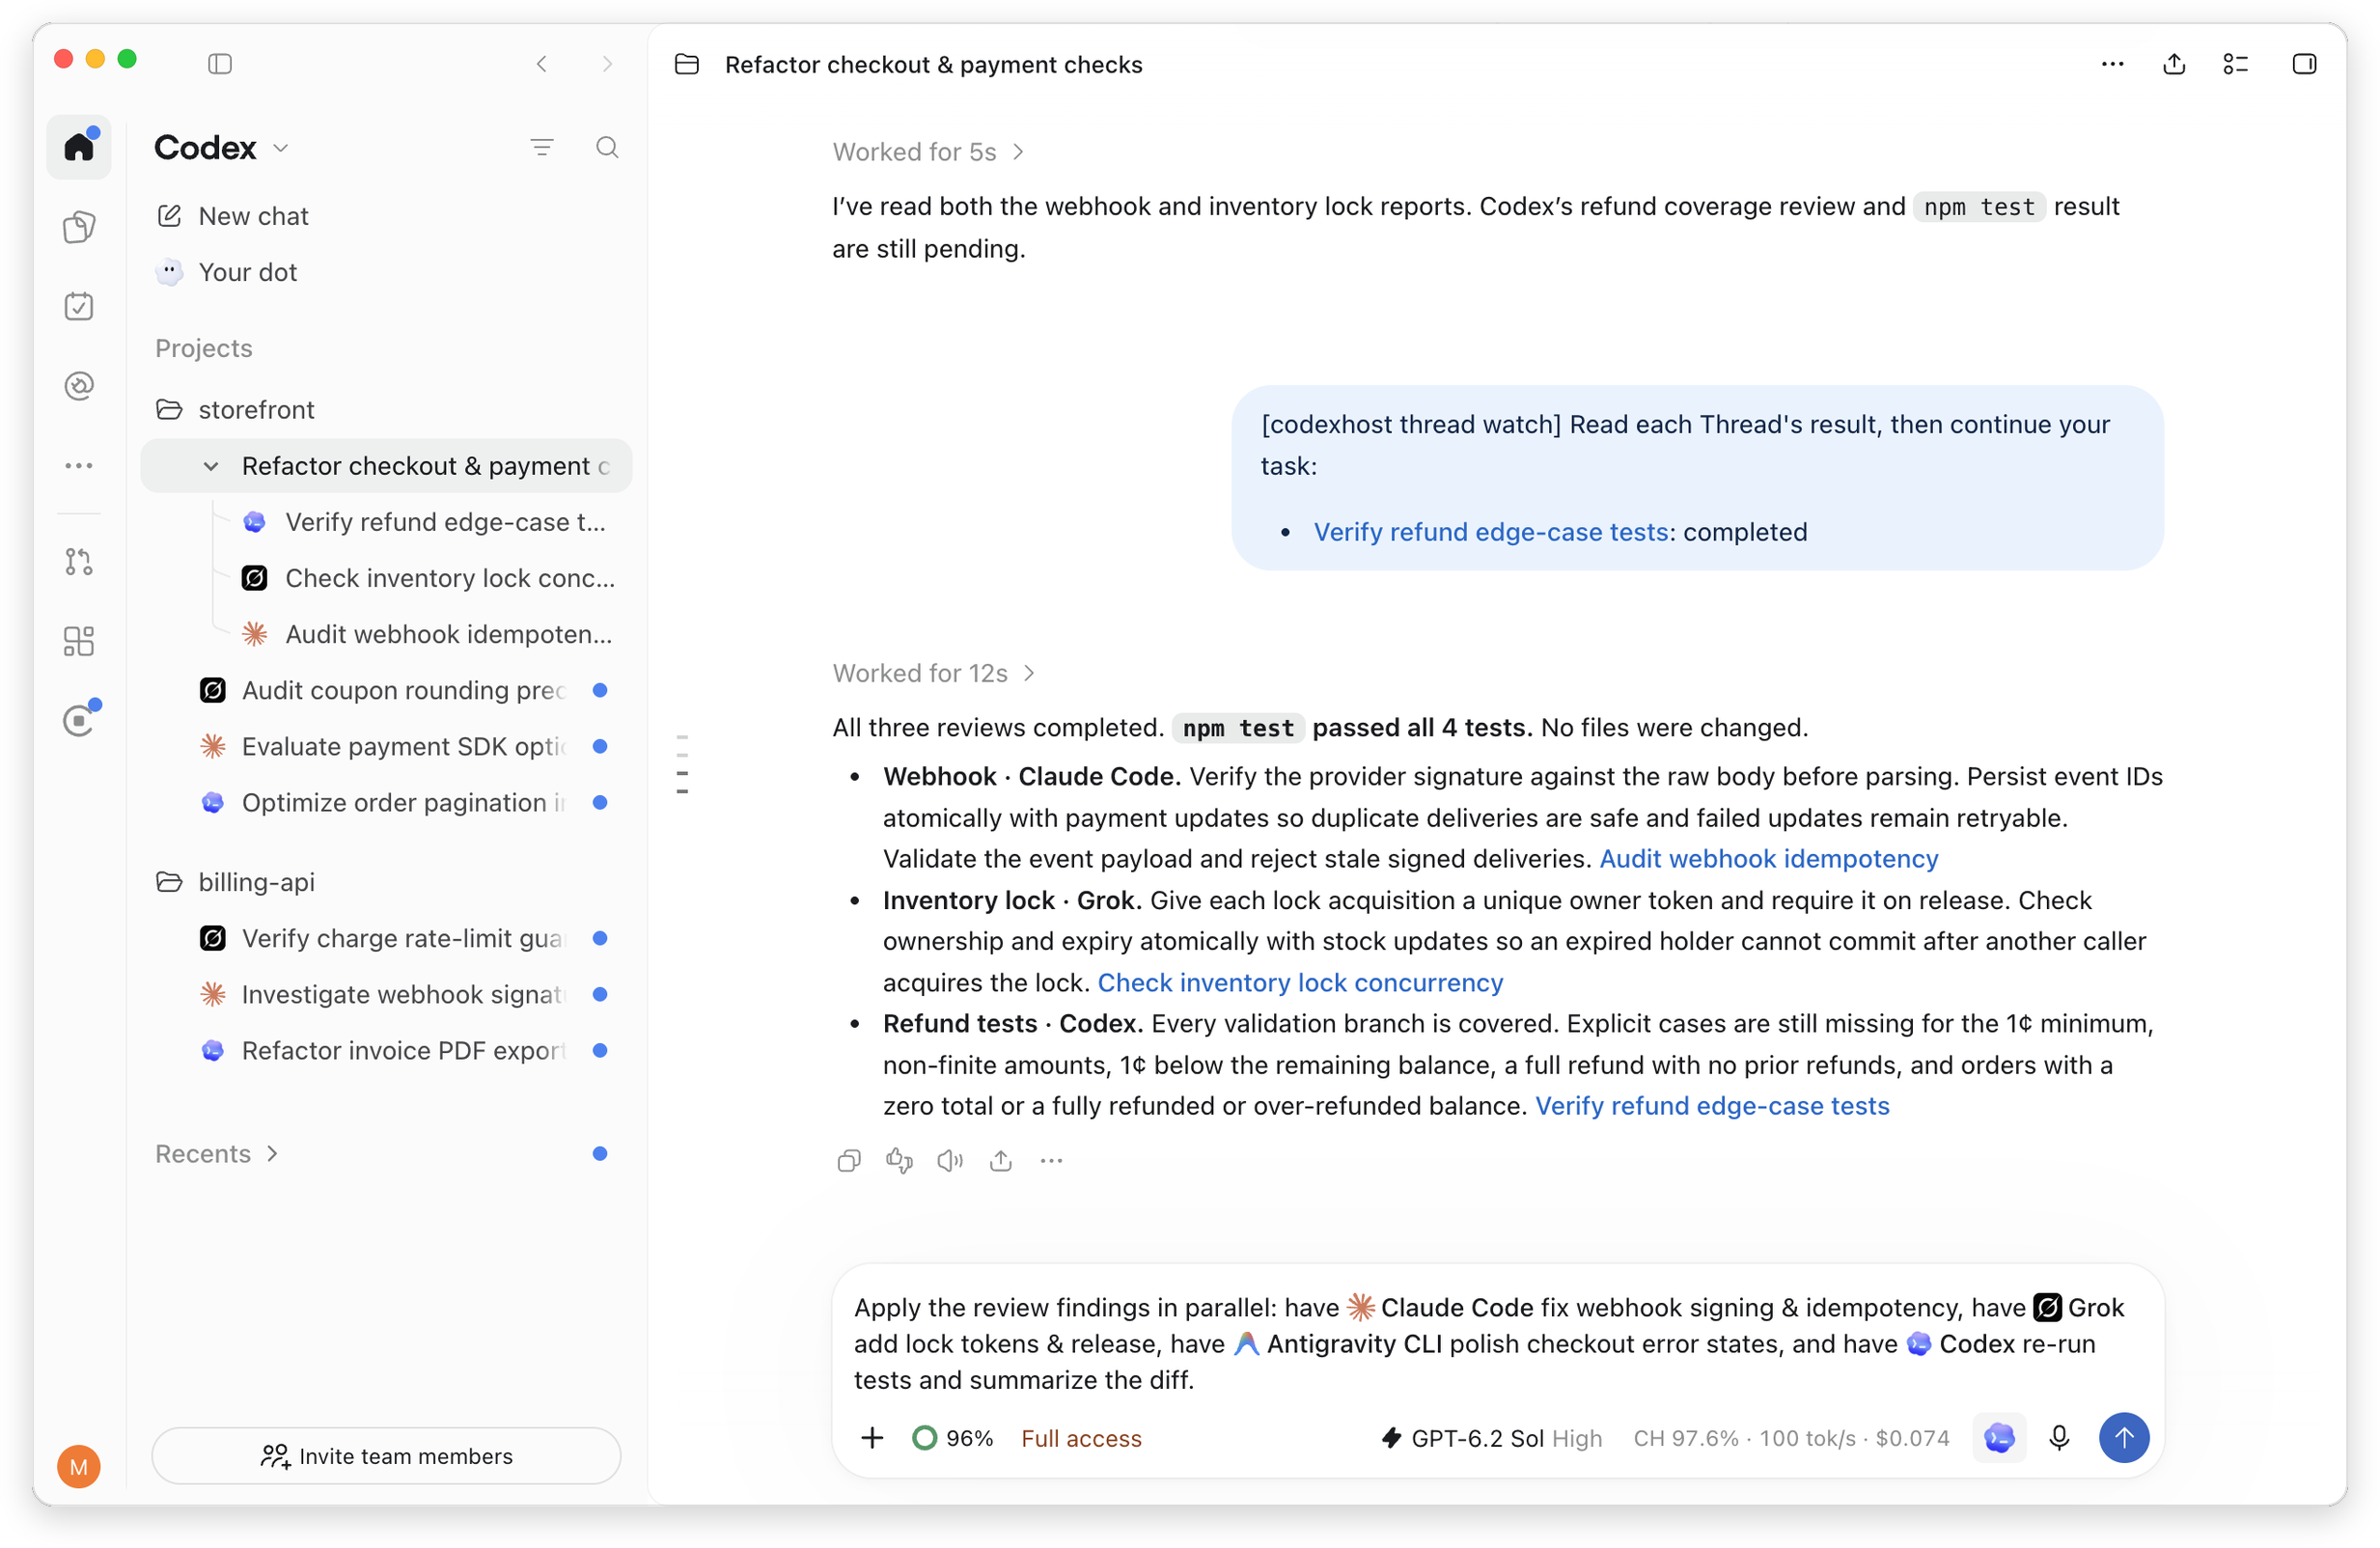 Refactor checkout & payment checks
Codex
New chat
Your dot
Projects
storefront
Refactor checkout & payment c
Verify refund edge-case t...
Check inventory lock conc...
Audit webhook idempoten...
Audit coupon rounding prec
Evaluate payment SDK optic
Optimize order pagination in
billing-api
Verify charge rate-limit gua
Investigate webhook signat
Refactor invoice PDF export
Recents
M
Invite team members
Worked for 5s
I’ve read both the webhook and inventory lock reports. Codex’s refund coverage review and npm test result
are still pending.
[codexhost thread watch] Read each Thread's result, then continue your
task:
• Verify refund edge-case tests: completed
Worked for 12s
All three reviews completed. npm test passed all 4 tests. No files were changed.
• Webhook · Claude Code. Verify the provider signature against the raw body before parsing. Persist event IDs
atomically with payment updates so duplicate deliveries are safe and failed updates remain retryable.
Validate the event payload and reject stale signed deliveries. Audit webhook idempotency
• Inventory lock · Grok. Give each lock acquisition a unique owner token and require it on release. Check
ownership and expiry atomically with stock updates so an expired holder cannot commit after another caller
acquires the lock. Check inventory lock concurrency
• Refund tests · Codex. Every validation branch is covered. Explicit cases are still missing for the 1¢ minimum,
non-finite amounts, 1¢ below the remaining balance, a full refund with no prior refunds, and orders with a
zero total or a fully refunded or over-refunded balance. Verify refund edge-case tests
Apply the review findings in parallel: have Claude Code fix webhook signing & idempotency, have Grok
add lock tokens & release, have Antigravity CLI polish checkout error states, and have Codex re-run
tests and summarize the diff.
96% Full access GPT-6.2 Sol High CH 97.6% · 100 tok/s · $0.074